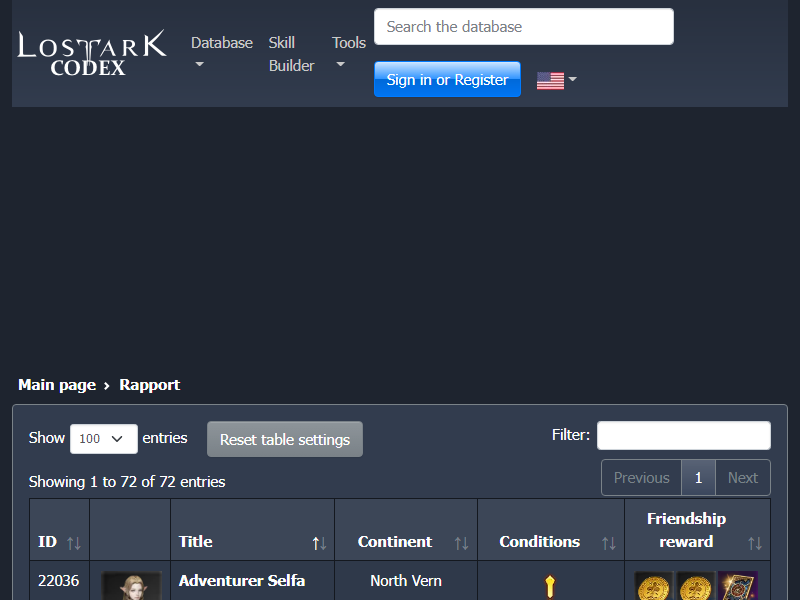 LOSTARK
CODEX
Database
Skill Builder
Tools
Search the database
Sign in or Register
Main page › Rapport
Show 100 entries
Reset table settings
Filter:
Showing 1 to 72 of 72 entries
Previous 1 Next
ID
Title
Continent
Conditions
Friendship reward
22036 Adventurer Selfa North Vern